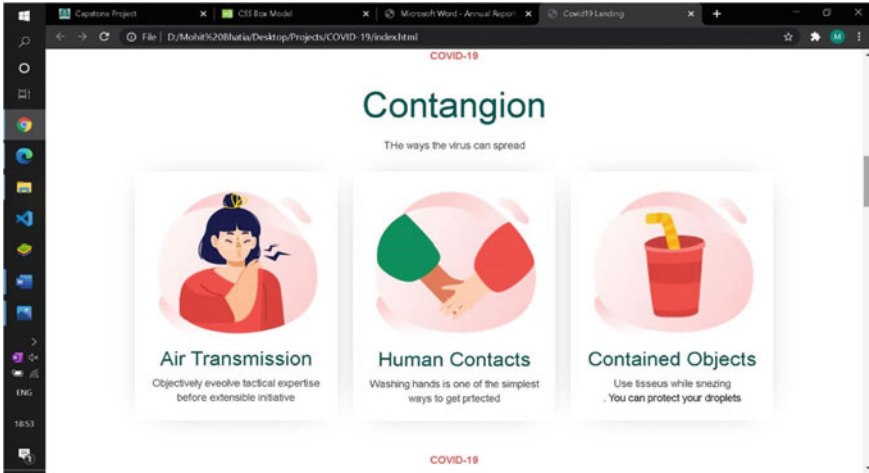 Capstone Project
CSS Box Model
Microsoft Word - Annual Report
Covid19 Landing
File | D:/Mohit%20Bhatia/Desktop/Projects/COVID-19/index.html
M
COVID-19
Contangion
THe ways the virus can spread
Air Transmission
Objectively eveolve tactical expertise
before extensible initiative
Human Contacts
Washing hands is one of the simplest
ways to get prtected
Contained Objects
Use tisseus while snezing
. You can protect your droplets
COVID-19
ENG
18:53